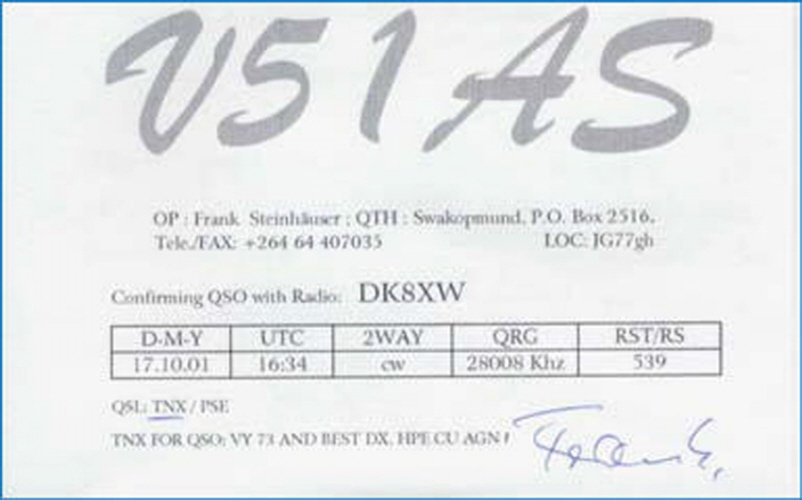 V51AS
OP : Frank Steinhäuser ; QTH : Swakopmund, P.O. Box 2516,
Tele./FAX: +264 64 407035 LOC: JG77gh
Confirming QSO with Radio: DK8XW
D-M-Y UTC 2WAY QRG RST/RS
17.10.01 16:34 cw 28008 Khz 539
QSL: TNX / PSE
TNX FOR QSO; VY 73 AND BEST DX, HPE CU AGN !
Frank